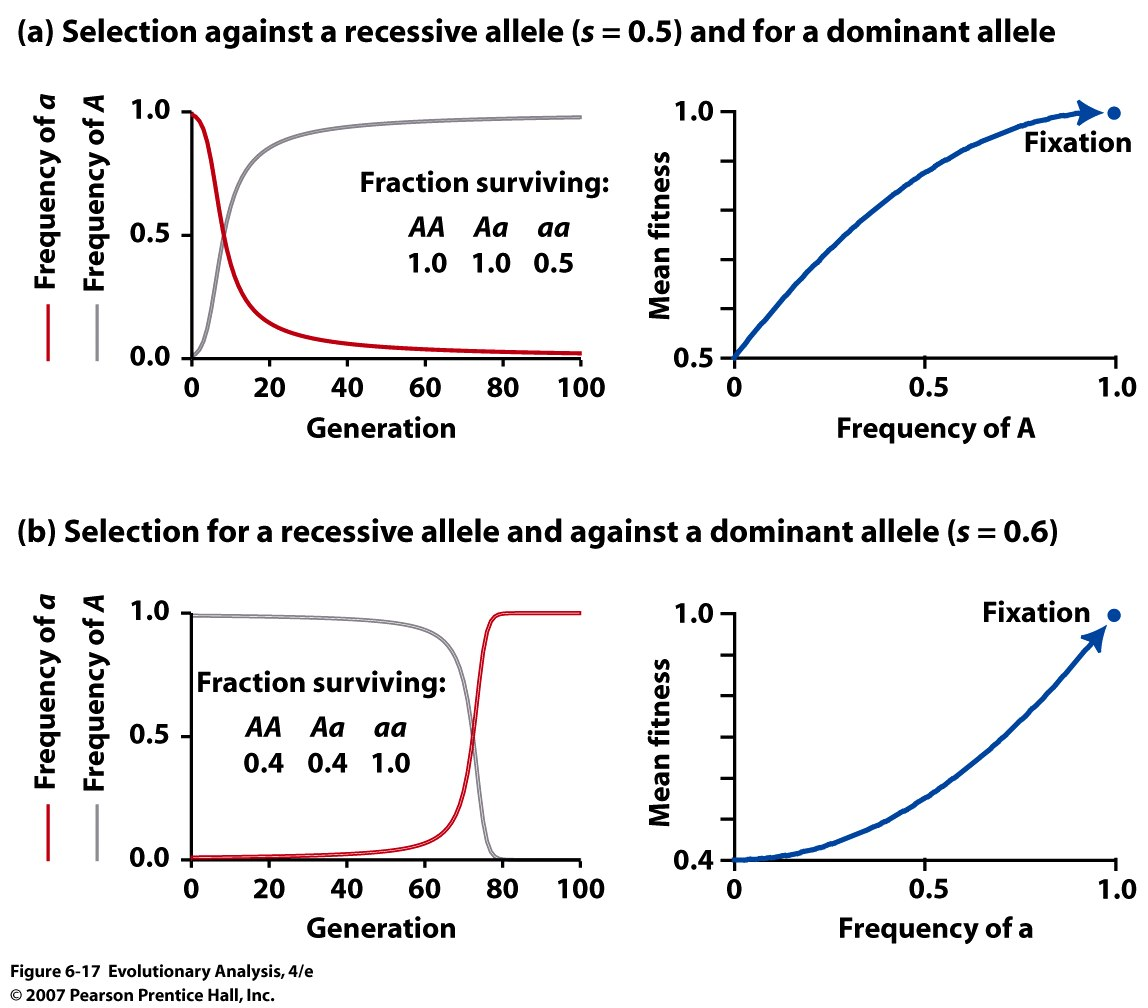 (a) Selection against a recessive allele (s = 0.5) and for a dominant allele
Frequency of a
Frequency of A
1.0
0.5
0.0
0 20 40 60 80 100
Generation
Fraction surviving:
AA Aa aa
1.0 1.0 0.5
Mean fitness
1.0
0.5
Fixation
0 0.5 1.0
Frequency of A
(b) Selection for a recessive allele and against a dominant allele (s = 0.6)
Frequency of a
Frequency of A
1.0
0.5
0.0
0 20 40 60 80 100
Generation
Fraction surviving:
AA Aa aa
0.4 0.4 1.0
Mean fitness
1.0
0.4
Fixation
0 0.5 1.0
Frequency of a
Figure 6-17 Evolutionary Analysis, 4/e
© 2007 Pearson Prentice Hall, Inc.